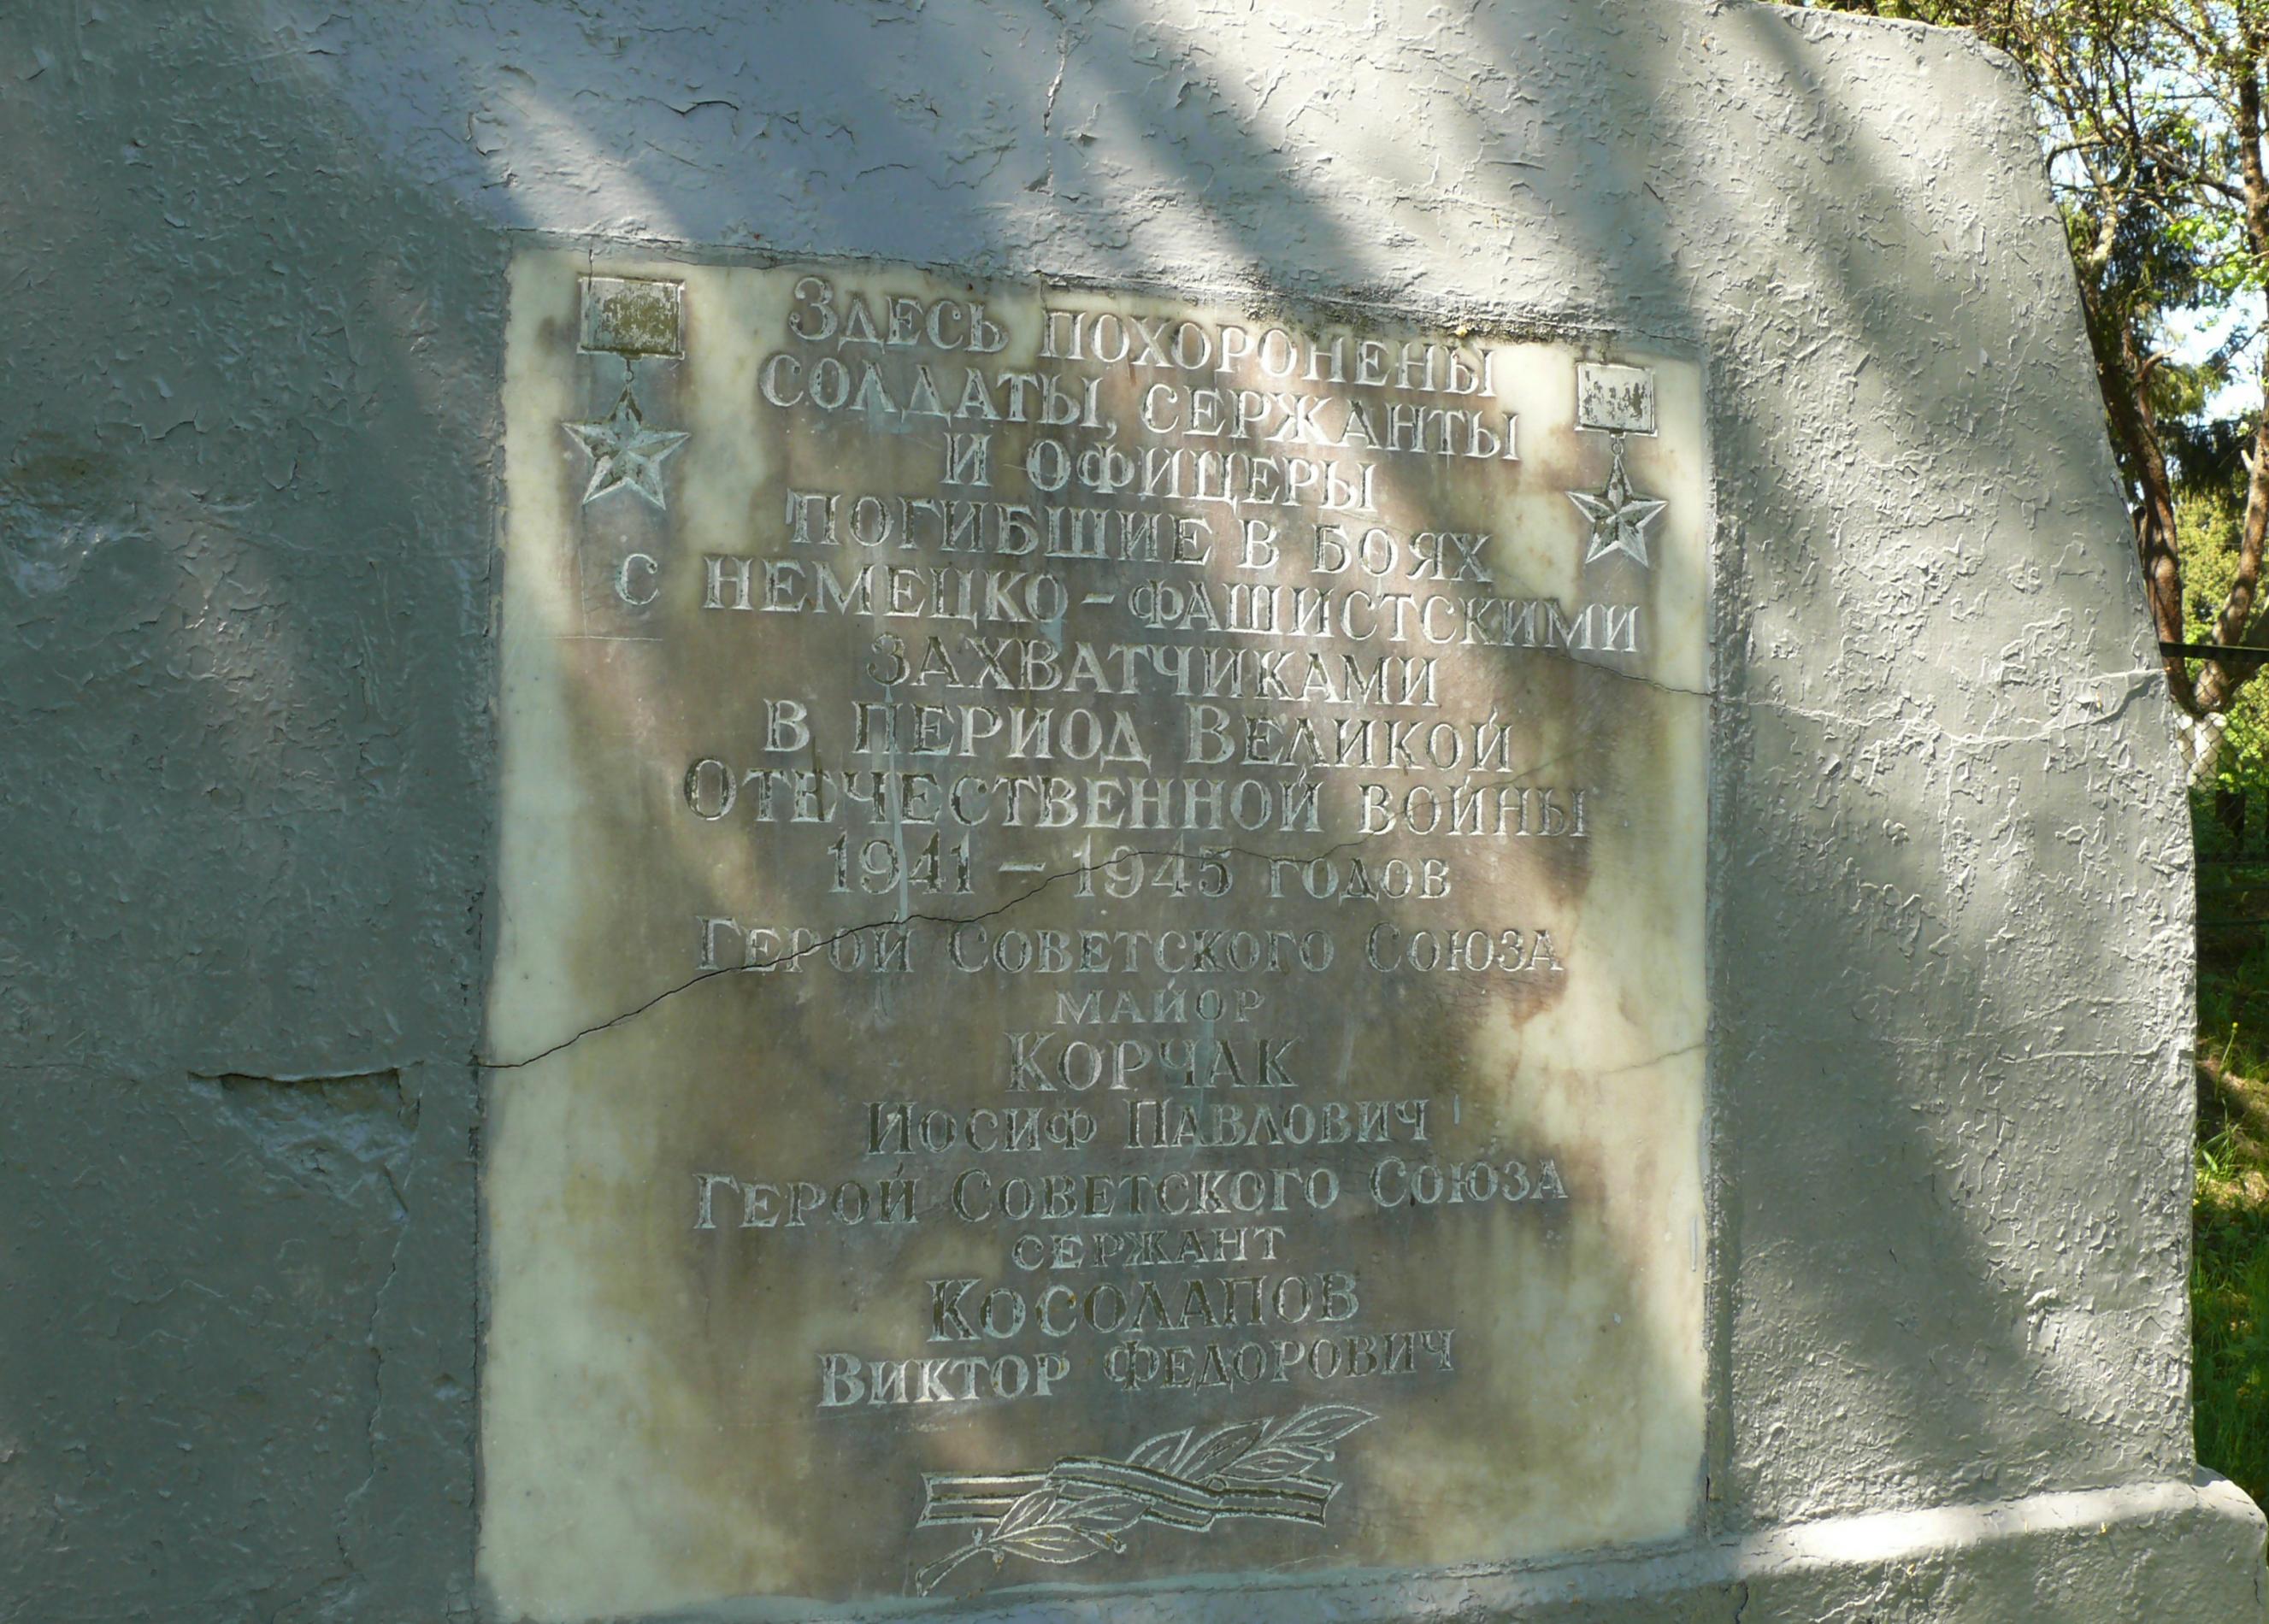 Здесь похоронены
солдаты, сержанты
и офицеры
погибшие в боях
с немецко-фашистскими
захватчиками
в период Великой
Отечественной войны
1941 – 1945 годов
Герой Советского Союза
майор
Корчак
Иосиф Павлович
Герой Советского Союза
сержант
Косолапов
Виктор Федорович